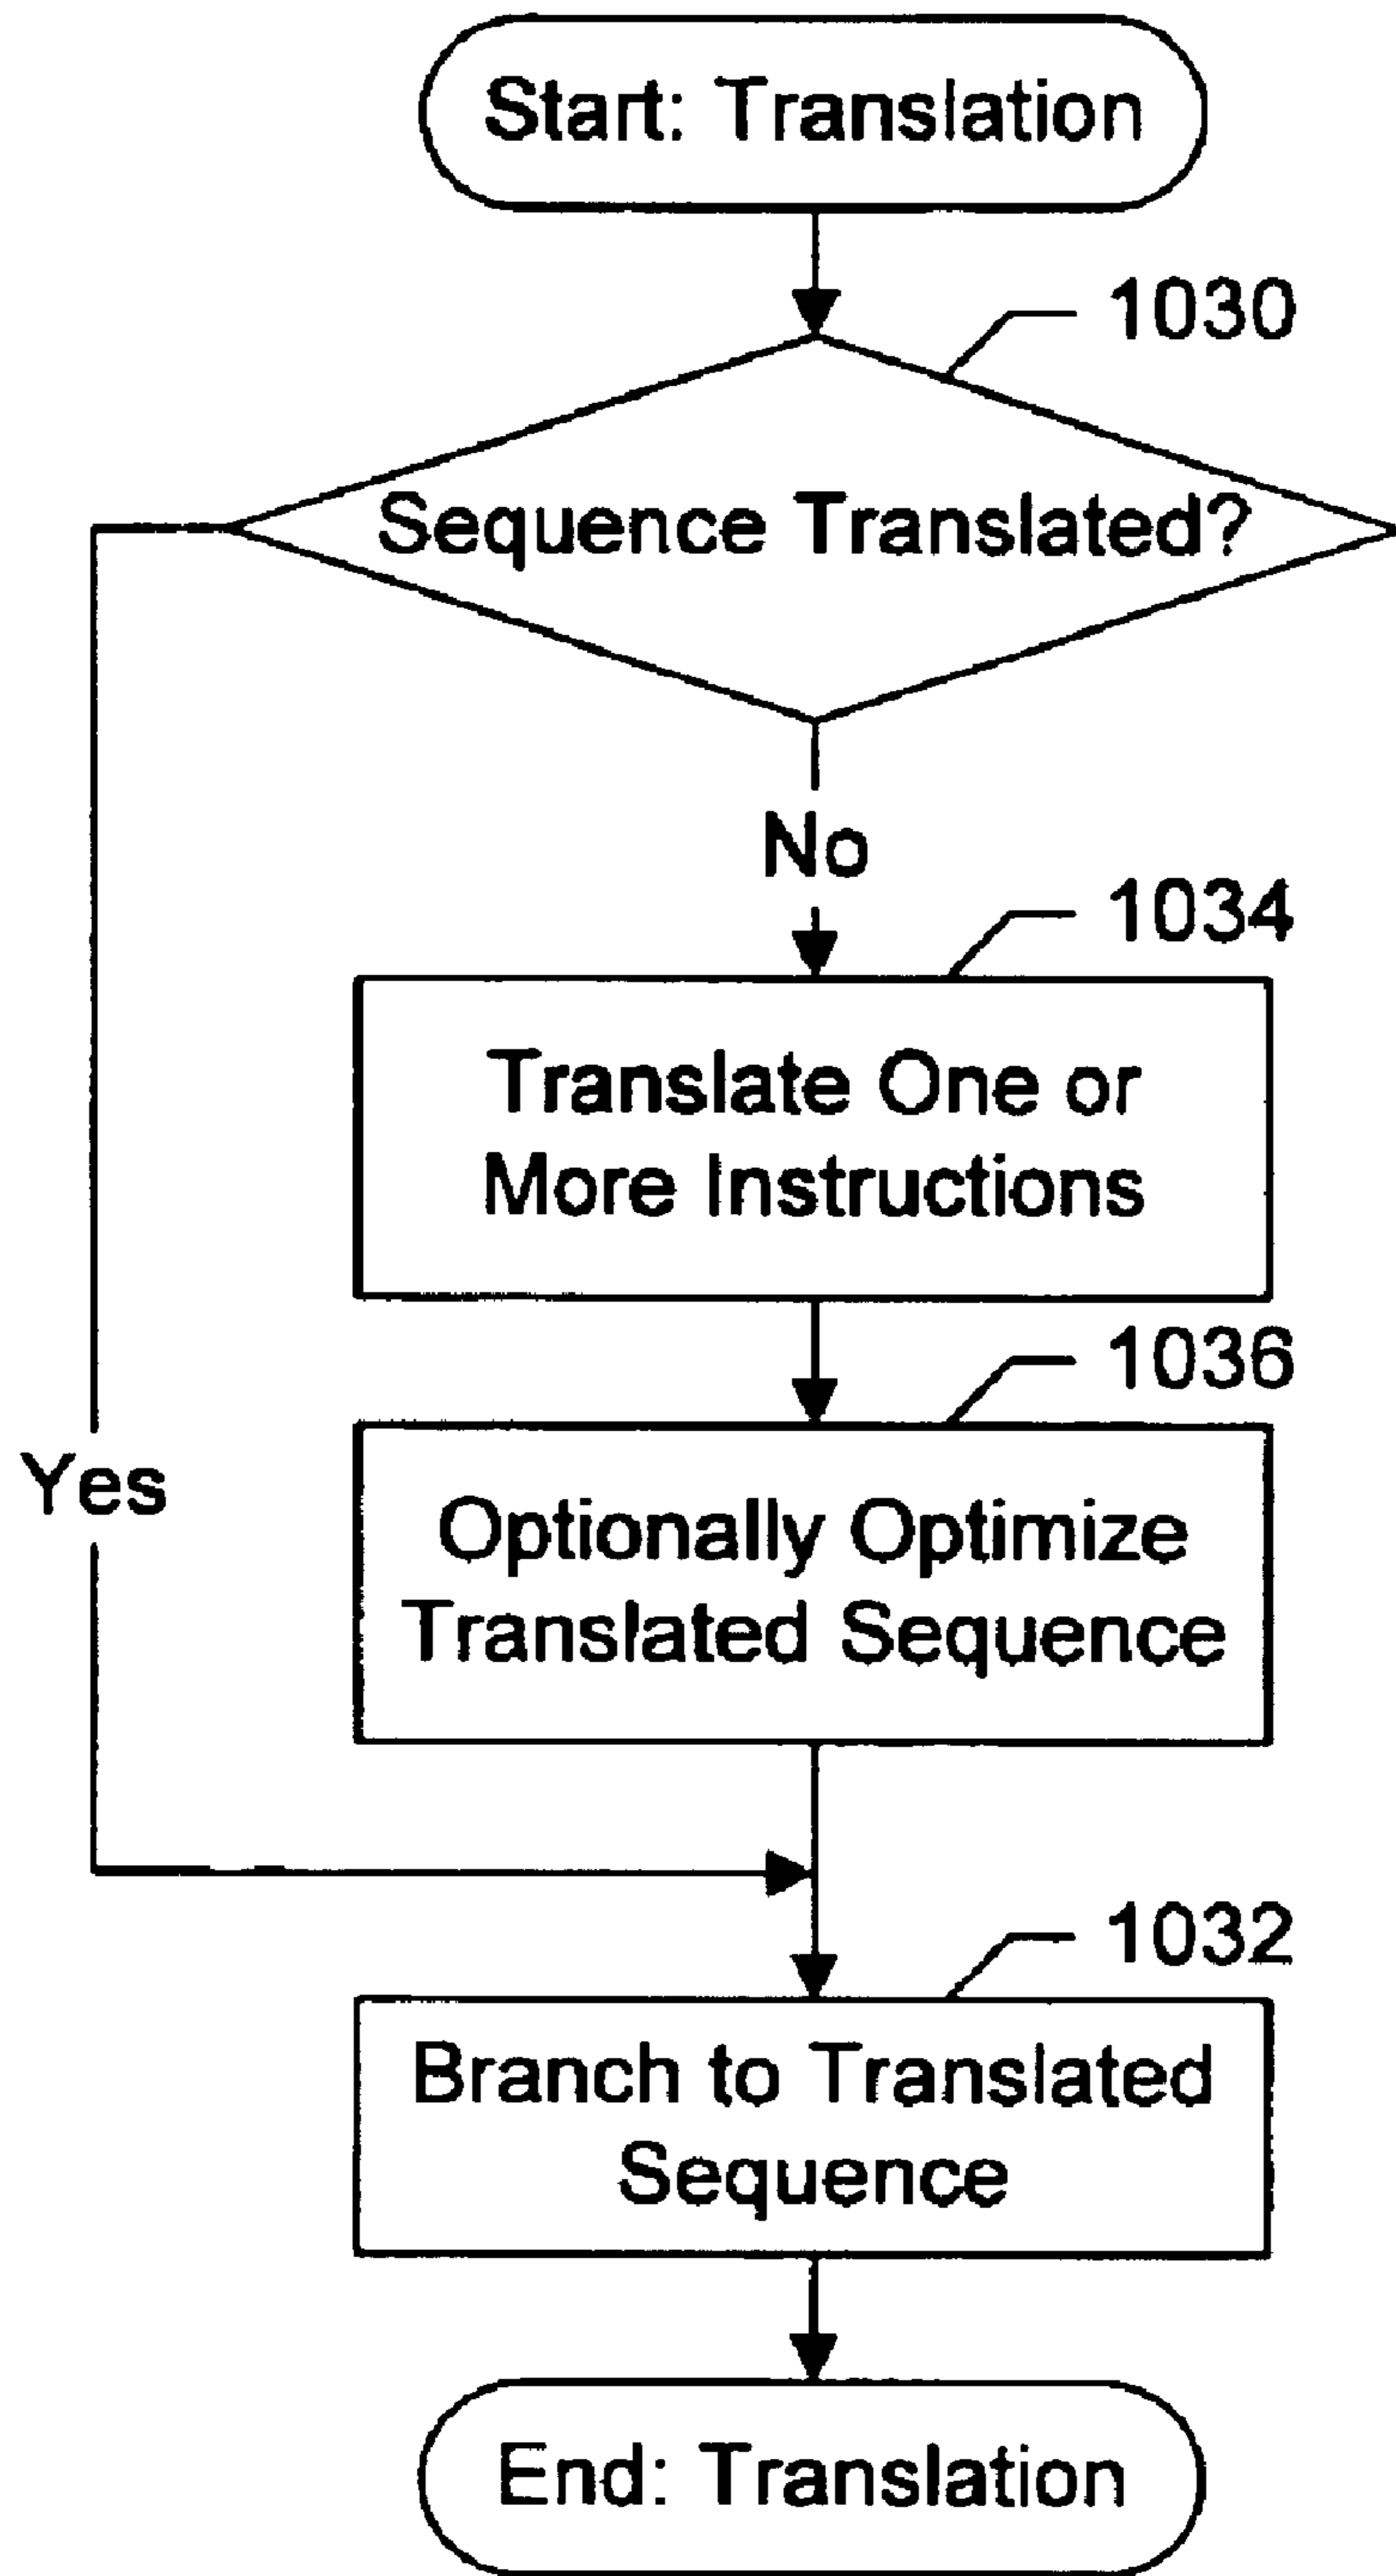 Start: Translation
1030
Sequence Translated?
No
1034
Translate One or
More Instructions
1036
Yes
Optionally Optimize
Translated Sequence
1032
Branch to Translated
Sequence
End: Translation